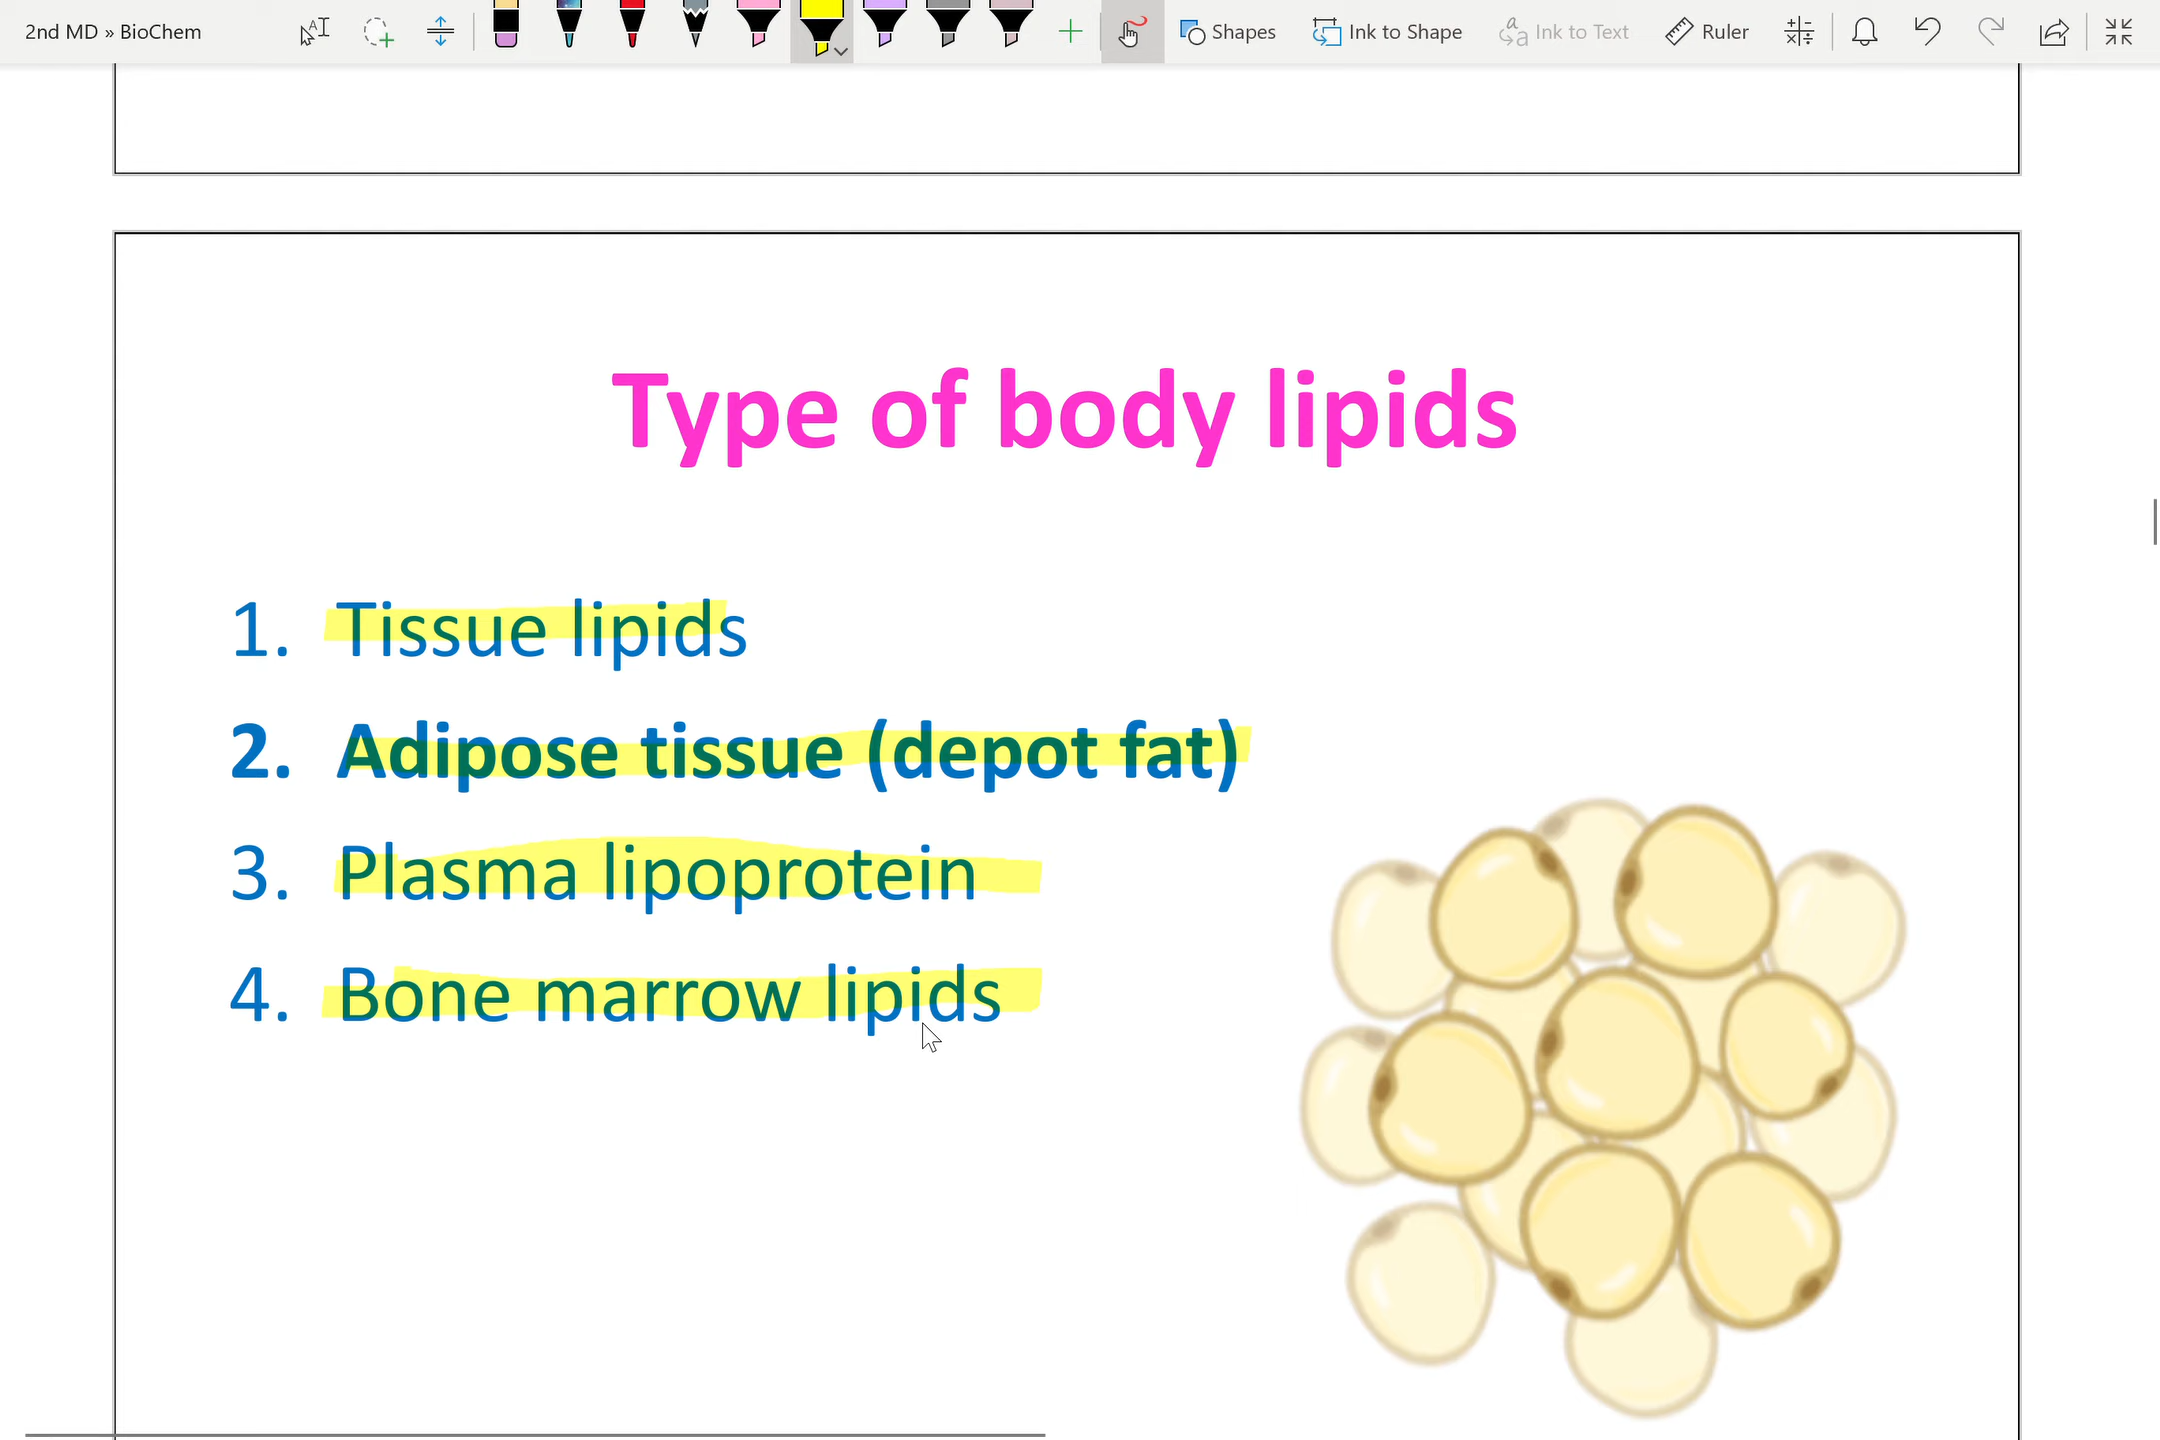 2nd MD » BioChem
Shapes
Ink to Shape
Ink to Text
Ruler
Type of body lipids
1. Tissue lipids
2. Adipose tissue (depot fat)
3. Plasma lipoprotein
4. Bone marrow lipids